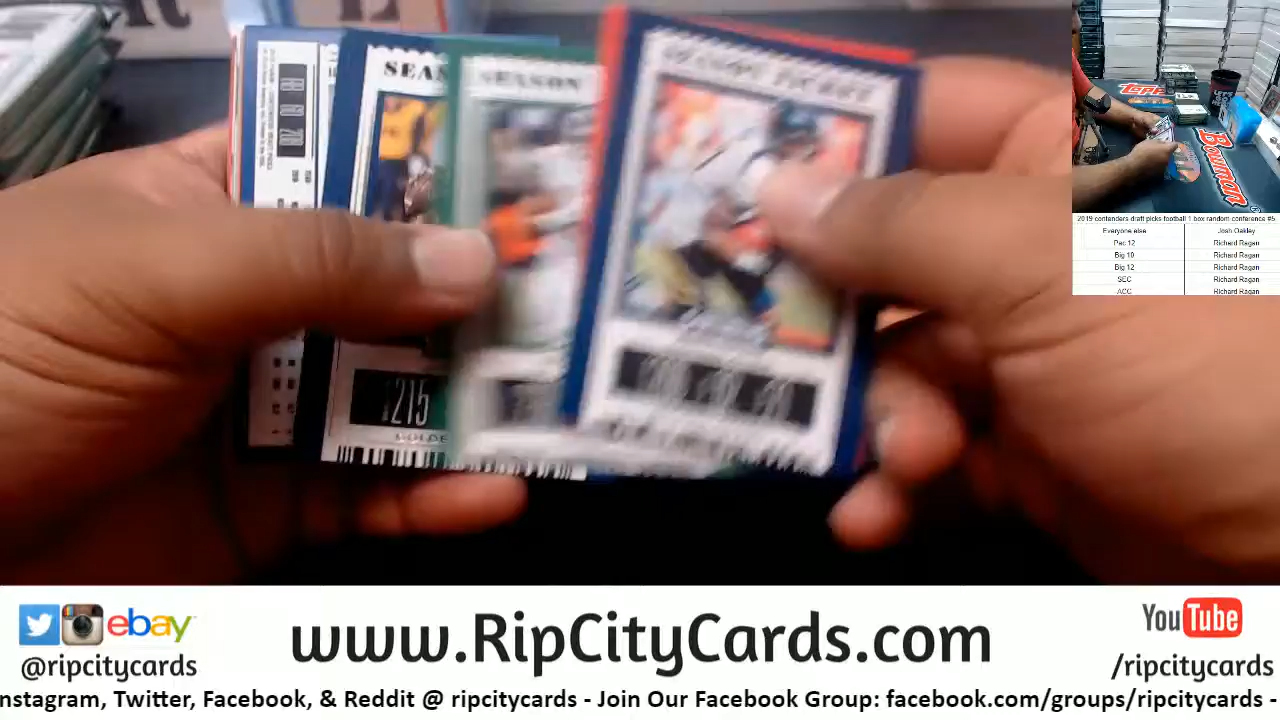 SEAS
SEASON
SEASON TICKET
215
GOLDE
TOPPS
Bowman
2019 contenders draft picks football 1 box random conference #5
Everyone else Josh Oakley
Pac 12 Richard Ragan
Big 10 Richard Ragan
Big 12 Richard Ragan
SEC Richard Ragan
ACC Richard Ragan
ebay
@ripcitycards
www.RipCityCards.com
YouTube
/ripcitycards
nstagram, Twitter, Facebook, & Reddit @ ripcitycards - Join Our Facebook Group: facebook.com/groups/ripcitycards -